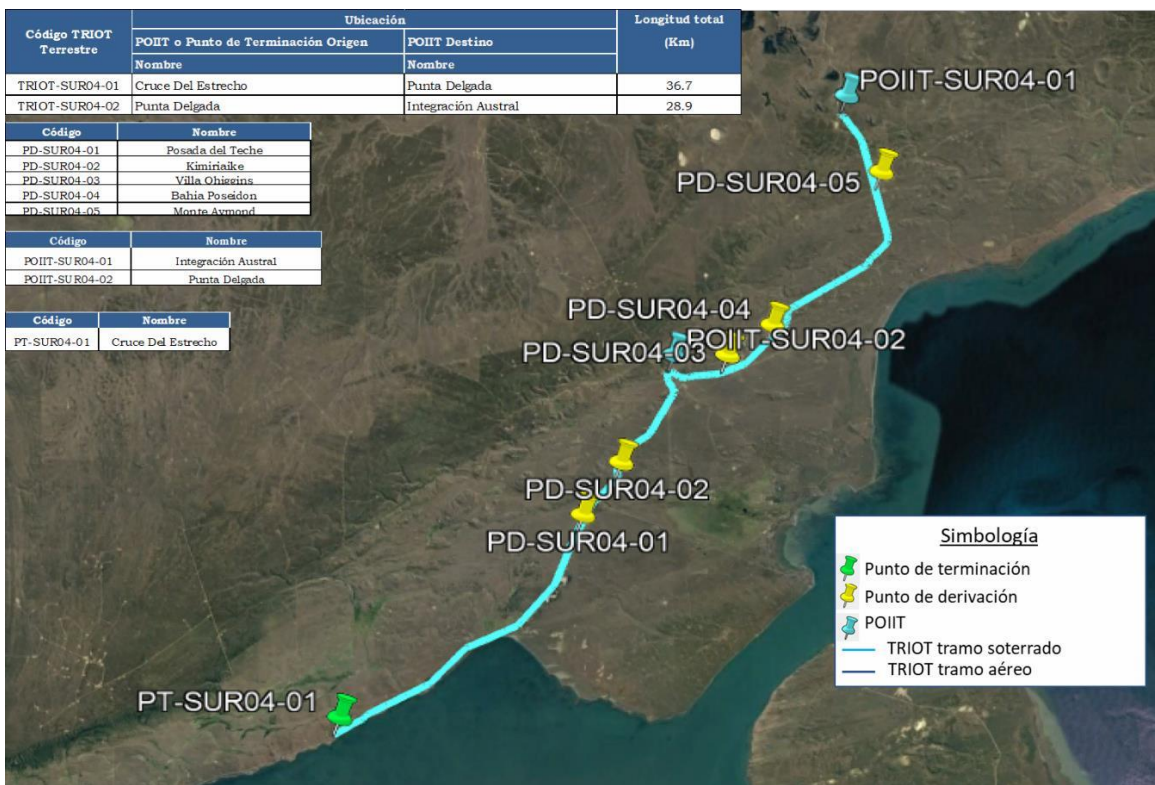 Código TRIOT Terrestre
Ubicación
Longitud total (Km)
POIIT o Punto de Terminación Origen
POIIT Destino
Nombre
Nombre
TRIOT-SUR04-01 Cruce Del Estrecho Punta Delgada 36.7
TRIOT-SUR04-02 Punta Delgada Integración Austral 28.9
Código Nombre
PD-SUR04-01 Posada del Teche
PD-SUR04-02 Kimiriaike
PD-SUR04-03 Villa Ohiggins
PD-SUR04-04 Bahia Poseidon
PD-SUR04-05 Monte Aymond
Código Nombre
POIIT-SUR04-01 Integración Austral
POIIT-SUR04-02 Punta Delgada
Código Nombre
PT-SUR04-01 Cruce Del Estrecho
POIIT-SUR04-01
PD-SUR04-05
PD-SUR04-04
POIIT-SUR04-02
PD-SUR04-03
PD-SUR04-02
PD-SUR04-01
PT-SUR04-01
Simbología
Punto de terminación
Punto de derivación
POIIT
TRIOT tramo soterrado
TRIOT tramo aéreo